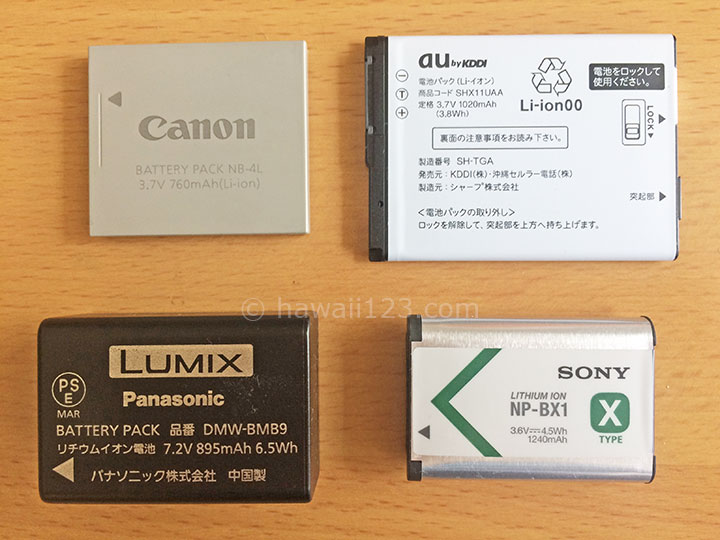 Canon
BATTERY PACK NB-4L
3.7V 760mAh(Li-ion)
au by KDDI
電池パック (Li-イオン)
商品コード SHX11UAA
定格 3.7V 1020mAh
(3.8Wh)
− T +
Li-ion00
電池をロックして
使用ください。
LOCK
裏面の注意事項をお読み下さい。
製造番号 SH-TGA
発売元:KDDI(株)・沖縄セルラー電話(株)
製造元:シャープ株式会社
突起部
<電池パックの取り外し>
ロックを解除して、突起部を上方へ持ち上げます。
© hawaii123.com
LUMIX
PS
E
MAR
Panasonic
BATTERY PACK 品番 DMW-BMB9
リチウムイオン電池 7.2V 895mAh 6.5Wh
パナソニック株式会社 中国製
SONY
LITHIUM ION
NP-BX1
3.6V⎓4.5Wh
1240mAh
X
TYPE